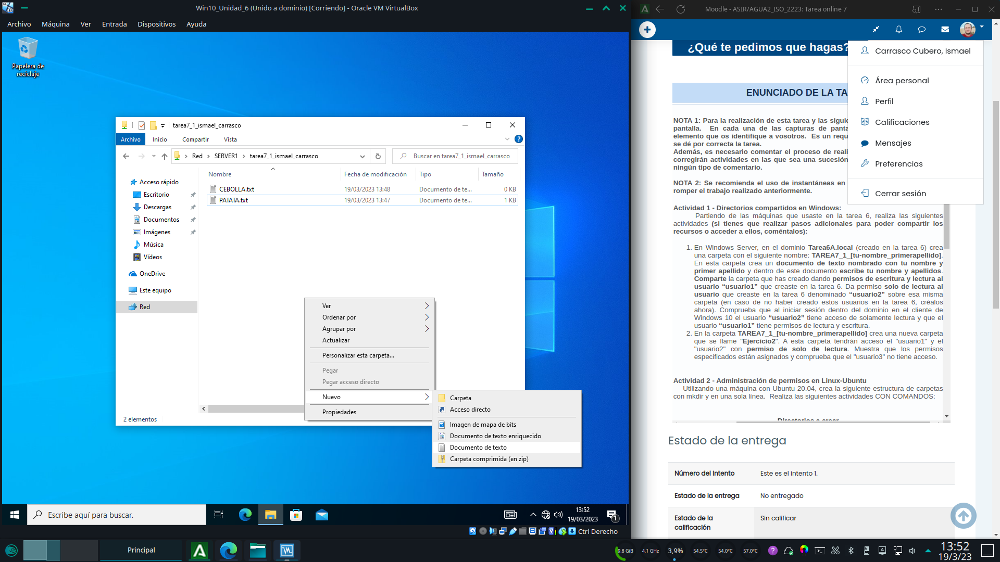 Win10_Unidad_6 (Unido a dominio) [Corriendo] - Oracle VM VirtualBox
Archivo Máquina Ver Entrada Dispositivos Ayuda
Papelera de
reciclaje
tarea7_1_ismael_carrasco
Archivo Inicio Compartir Vista
Red SERVER1 tarea7_1_ismael_carrasco
Buscar en tarea7_1_ismael_carrasco
Nombre Fecha de modificación Tipo Tamaño
CEBOLLA.txt 19/03/2023 13:48 Documento de te... 0 KB
PATATA.txt 19/03/2023 13:47 Documento de te... 1 KB
Acceso rápido
Escritorio
Descargas
Documentos
Imágenes
Música
Vídeos
OneDrive
Este equipo
Red
2 elementos
Ver
Ordenar por
Agrupar por
Actualizar
Personalizar esta carpeta...
Pegar
Pegar acceso directo
Nuevo
Propiedades
Carpeta
Acceso directo
Imagen de mapa de bits
Documento de texto enriquecido
Documento de texto
Carpeta comprimida (en zip)
Escribe aquí para buscar.
13:52
19/03/2023
1
Ctrl Derecho
Moodle - ASIR/AGUA2_ISO_2223: Tarea online 7
¿Qué te pedimos que hagas?
Carrasco Cubero, Ismael
Área personal
Perfil
Calificaciones
Mensajes
Preferencias
Cerrar sesión
ENUNCIADO DE LA TA
NOTA 1: Para la realización de esta tarea y las siguie
pantalla. En cada una de las capturas de panta
elemento que os identifique a vosotros. Es un requ
se dé por correcta la tarea.
Además, es necesario comentar el proceso de reali
corregirán actividades en las que sea una sucesión
ningún tipo de comentario.
NOTA 2: Se recomienda el uso de instantáneas en
romper el trabajo realizado anteriormente.
Actividad 1 - Directorios compartidos en Windows:
Partiendo de las máquinas que usaste en la tarea 6, realiza las siguientes
actividades (si tienes que realizar pasos adicionales para poder compartir los
recursos o acceder a ellos, coméntalos):
1. En Windows Server, en el dominio Tarea6A.local (creado en la tarea 6) crea
una carpeta con el siguiente nombre: TAREA7_1_[tu-nombre_primerapellido].
En esta carpeta crea un documento de texto nombrado con tu nombre y
primer apellido y dentro de este documento escribe tu nombre y apellidos.
Comparte la carpeta que has creado dando permisos de escritura y lectura al
usuario “usuario1” que creaste en la tarea 6. Da permiso solo de lectura al
usuario que creaste en la tarea 6 denominado “usuario2” sobre esa misma
carpeta (en caso de no haber creado estos usuarios en la tarea 6, créalos
ahora). Comprueba que al iniciar sesión dentro del dominio en el cliente de
Windows 10 el usuario “usuario2” tiene acceso de solamente lectura y que el
usuario “usuario1” tiene permisos de lectura y escritura.
2. En la carpeta TAREA7_1_[tu-nombre_primerapellido] crea una nueva carpeta
que se llame "Ejercicio2". A esta carpeta tendrán acceso el "usuario1" y el
"usuario2" con permiso de solo de lectura. Muestra que los permisos
especificados están asignados y comprueba que el "usuario3" no tiene acceso.
Actividad 2 - Administración de permisos en Linux-Ubuntu
Utilizando una máquina con Ubuntu 20.04, crea la siguiente estructura de carpetas
con mkdir y en una sola línea. Realiza las siguientes actividades CON COMANDOS:
Directorios a crear
Estado de la entrega
Número del intento Este es el intento 1.
Estado de la entrega No entregado
Estado de la
calificación
Sin calificar
Principal
9,8 GiB 4,1 GHz 3,9% 54,5°C 54,0°C 57,0°C
13:52
19/3/23